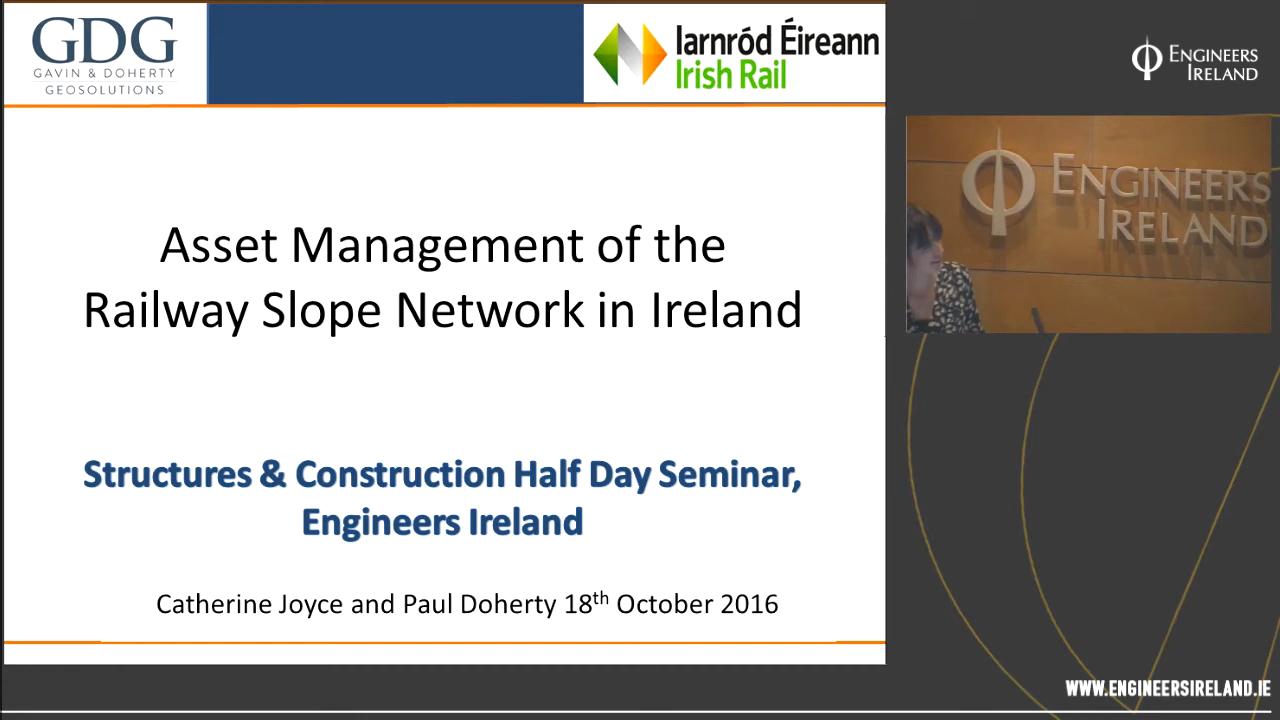 GDG
GAVIN & DOHERTY
GEOSOLUTIONS
Iarnród Éireann
Irish Rail
ENGINEERS
IRELAND
ENGINEERS
IRELAND
Asset Management of the
Railway Slope Network in Ireland
Structures & Construction Half Day Seminar,
Engineers Ireland
Catherine Joyce and Paul Doherty 18th October 2016
WWW.ENGINEERSIRELAND.IE